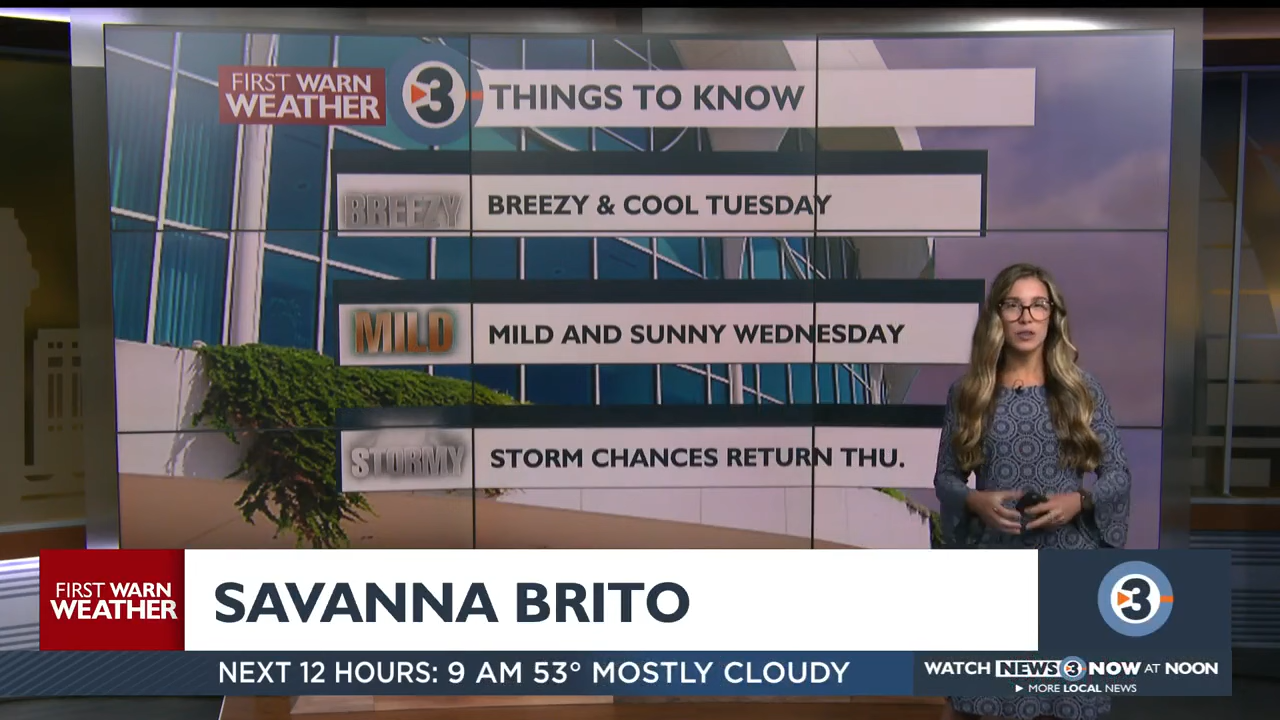 FIRST WARN
WEATHER
3
THINGS TO KNOW
BREEZY
BREEZY & COOL TUESDAY
MILD
MILD AND SUNNY WEDNESDAY
STORMY
STORM CHANCES RETURN THU.
FIRST WARN
WEATHER
SAVANNA BRITO
3
NEXT 12 HOURS: 9 AM 53° MOSTLY CLOUDY
WATCH NEWS 3 NOW AT NOON
MORE LOCAL NEWS